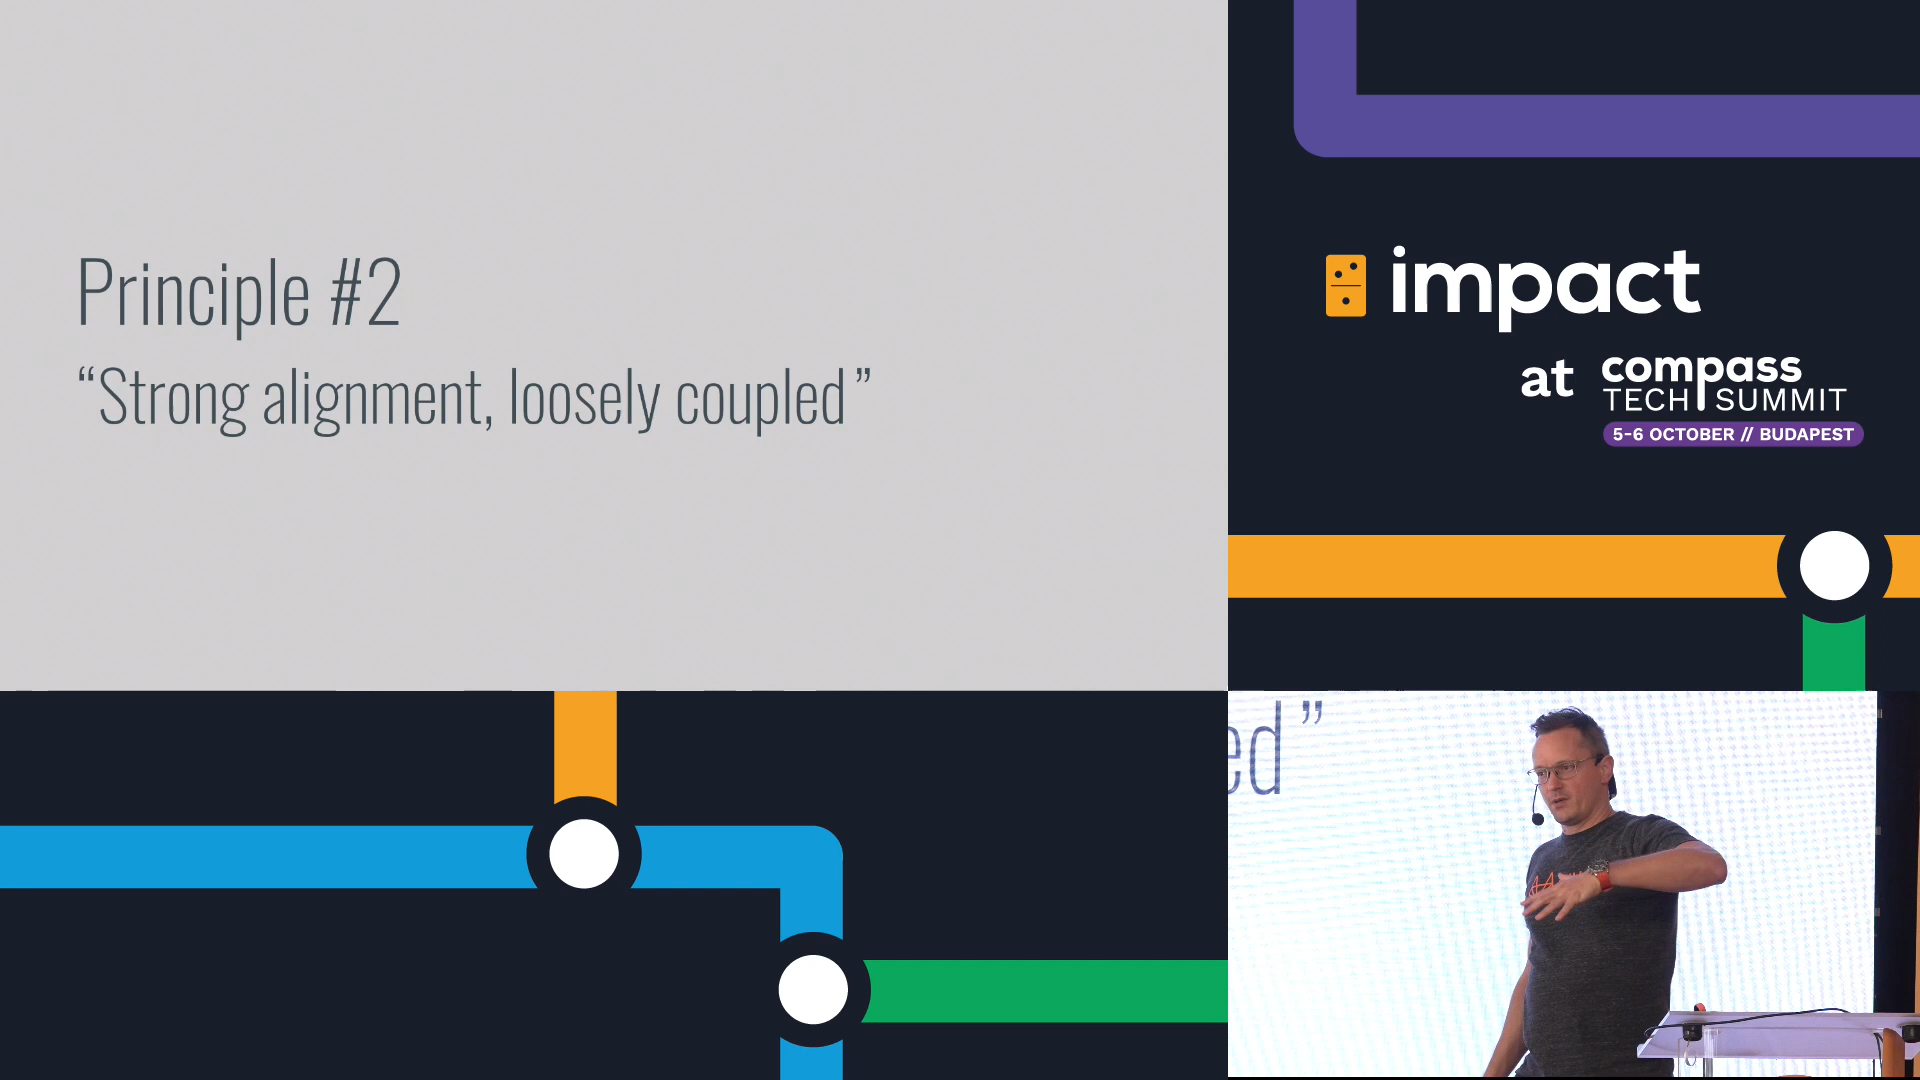 Principle #2
“Strong alignment, loosely coupled”
impact
at compass
TECH SUMMIT
5-6 OCTOBER // BUDAPEST
ed”